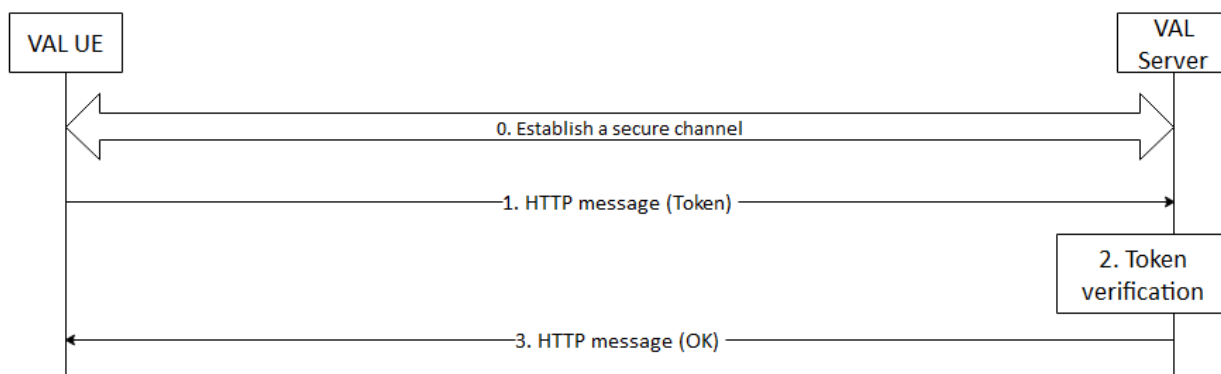 VAL UE
VAL
Server
0. Establish a secure channel
1. HTTP message (Token)
2. Token
verification
3. HTTP message (OK)